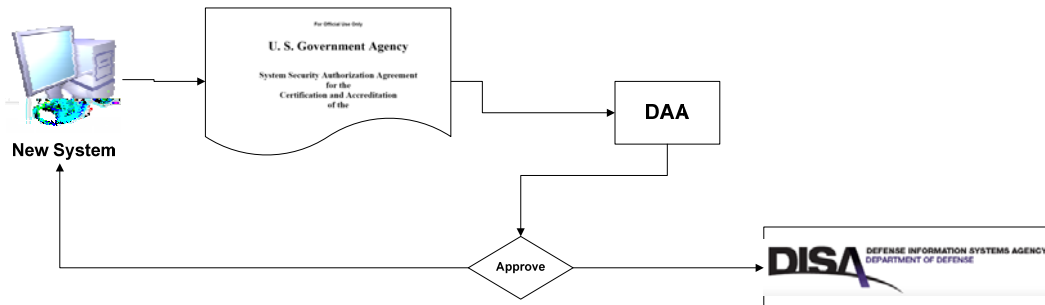 For Official Use Only
U. S. Government Agency
System Security Authorization Agreement
for the
Certification and Accreditation
of the
New System
DAA
Approve
DISA
DEFENSE INFORMATION SYSTEMS AGENCY
DEPARTMENT OF DEFENSE